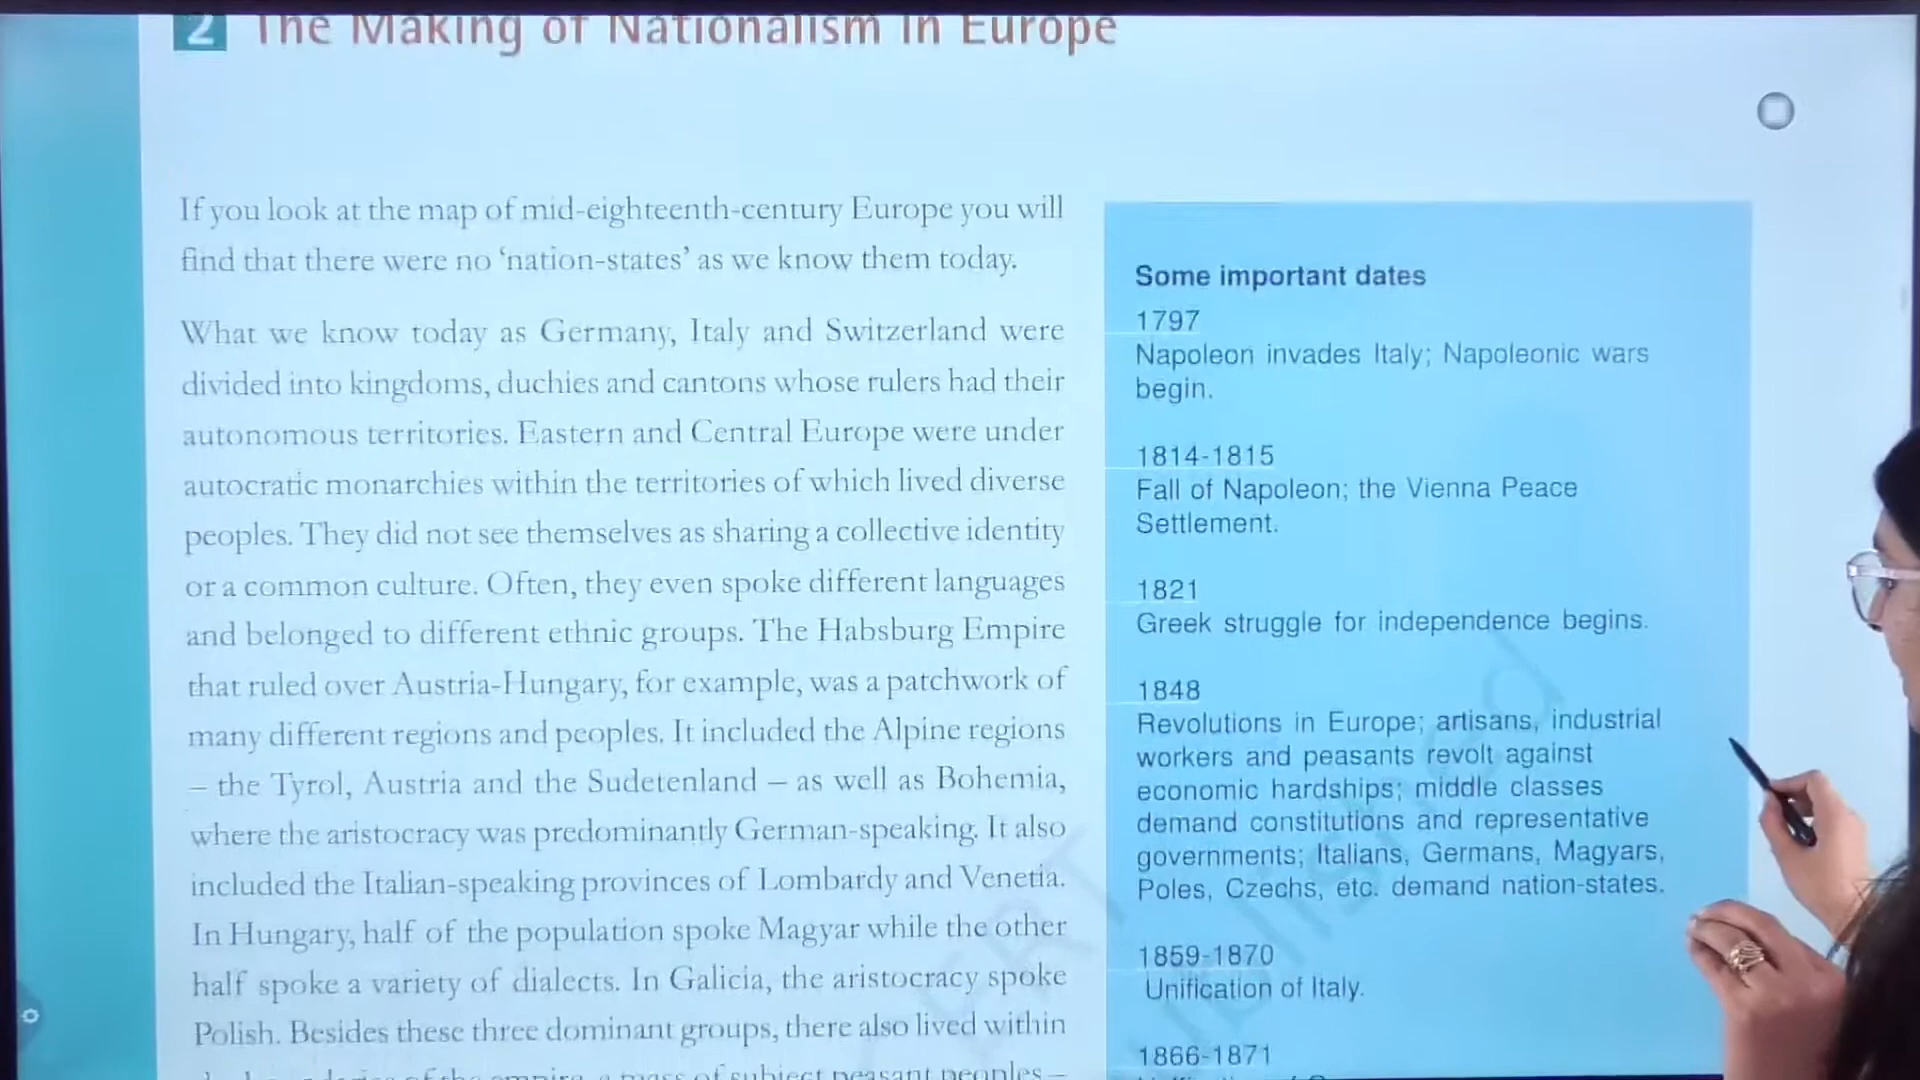 2 The Making of Nationalism in Europe
If you look at the map of mid-eighteenth-century Europe you will
find that there were no ‘nation-states’ as we know them today.
What we know today as Germany, Italy and Switzerland were
divided into kingdoms, duchies and cantons whose rulers had their
autonomous territories. Eastern and Central Europe were under
autocratic monarchies within the territories of which lived diverse
peoples. They did not see themselves as sharing a collective identity
or a common culture. Often, they even spoke different languages
and belonged to different ethnic groups. The Habsburg Empire
that ruled over Austria-Hungary, for example, was a patchwork of
many different regions and peoples. It included the Alpine regions
– the Tyrol, Austria and the Sudetenland – as well as Bohemia,
where the aristocracy was predominantly German-speaking. It also
included the Italian-speaking provinces of Lombardy and Venetia.
In Hungary, half of the population spoke Magyar while the other
half spoke a variety of dialects. In Galicia, the aristocracy spoke
Polish. Besides these three dominant groups, there also lived within
of the empire, a mass of subject peasant peoples –
Some important dates
1797
Napoleon invades Italy; Napoleonic wars
begin.
1814-1815
Fall of Napoleon; the Vienna Peace
Settlement.
1821
Greek struggle for independence begins.
1848
Revolutions in Europe; artisans, industrial
workers and peasants revolt against
economic hardships; middle classes
demand constitutions and representative
governments; Italians, Germans, Magyars,
Poles, Czechs, etc. demand nation-states.
1859-1870
Unification of Italy.
1866-1871